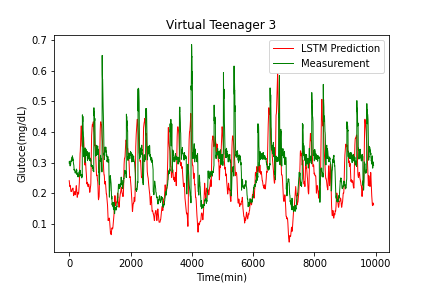 Virtual Teenager 3
LSTM Prediction
Measurement
Glutoce(mg/dL)
0.7
0.6
0.5
0.4
0.3
0.2
0.1
0
2000
4000
6000
8000
10000
Time(min)